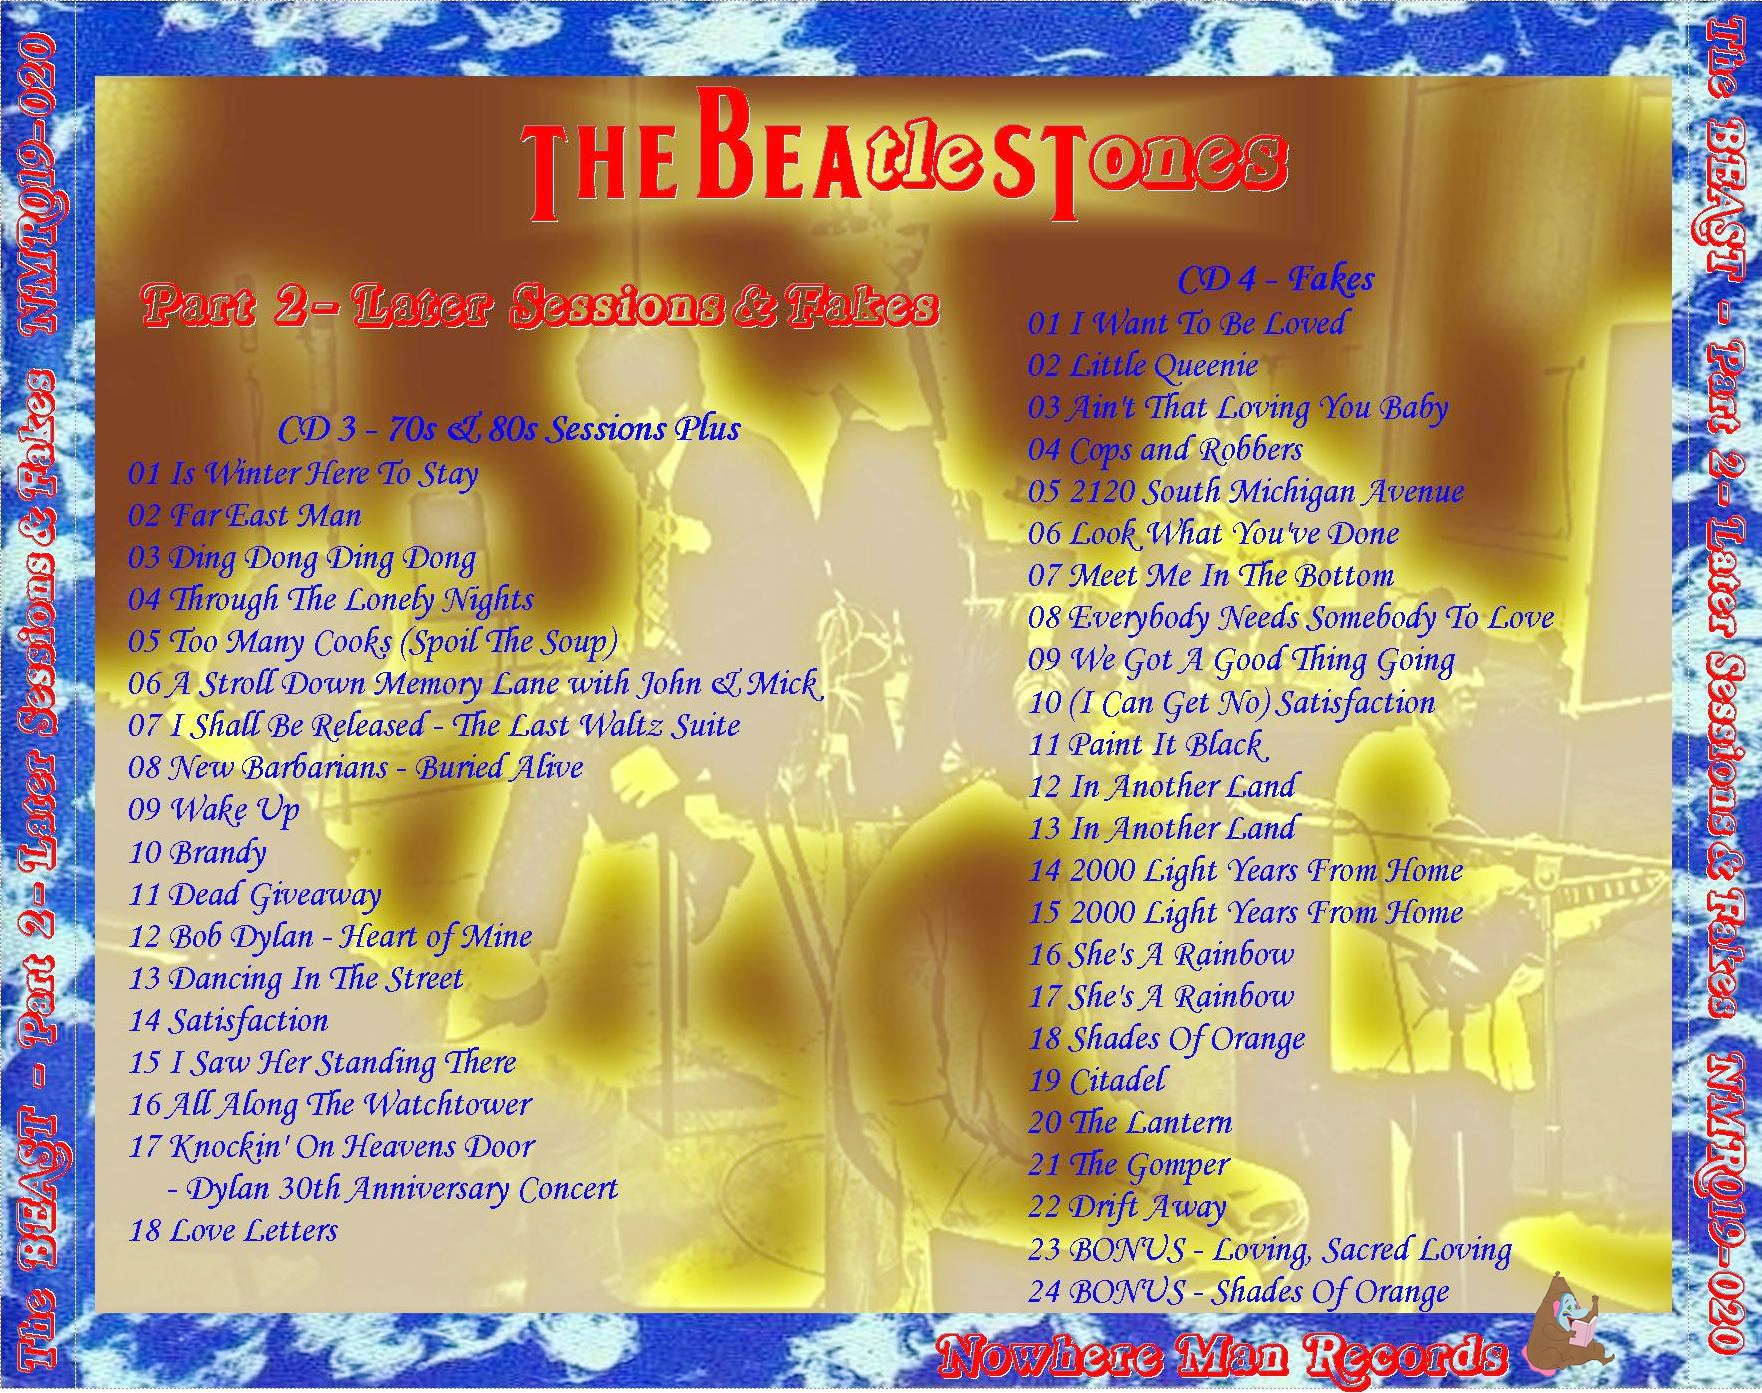 THE BEAtlesTones
Part 2 - Later Sessions & Fakes
CD 3 - 70s & 80s Sessions Plus
01 Is Winter Here To Stay
02 Far East Man
03 Ding Dong Ding Dong
04 Through The Lonely Nights
05 Too Many Cooks (Spoil The Soup)
06 A Stroll Down Memory Lane with John & Mick
07 I Shall Be Released - The Last Waltz Suite
08 New Barbarians - Buried Alive
09 Wake Up
10 Brandy
11 Dead Giveaway
12 Bob Dylan - Heart of Mine
13 Dancing In The Street
14 Satisfaction
15 I Saw Her Standing There
16 All Along The Watchtower
17 Knockin' On Heavens Door
- Dylan 30th Anniversary Concert
18 Love Letters
CD 4 - Fakes
01 I Want To Be Loved
02 Little Queenie
03 Ain't That Loving You Baby
04 Cops and Robbers
05 2120 South Michigan Avenue
06 Look What You've Done
07 Meet Me In The Bottom
08 Everybody Needs Somebody To Love
09 We Got A Good Thing Going
10 (I Can Get No) Satisfaction
11 Paint It Black
12 In Another Land
13 In Another Land
14 2000 Light Years From Home
15 2000 Light Years From Home
16 She's A Rainbow
17 She's A Rainbow
18 Shades Of Orange
19 Citadel
20 The Lantern
21 The Gomper
22 Drift Away
23 BONUS - Loving, Sacred Loving
24 BONUS - Shades Of Orange
Nowhere Man Records
The BEAST - Part 2 - Later Sessions & Fakes NMR019-020
The BEAST - Part 2 - Later Sessions & Fakes NMR019-020